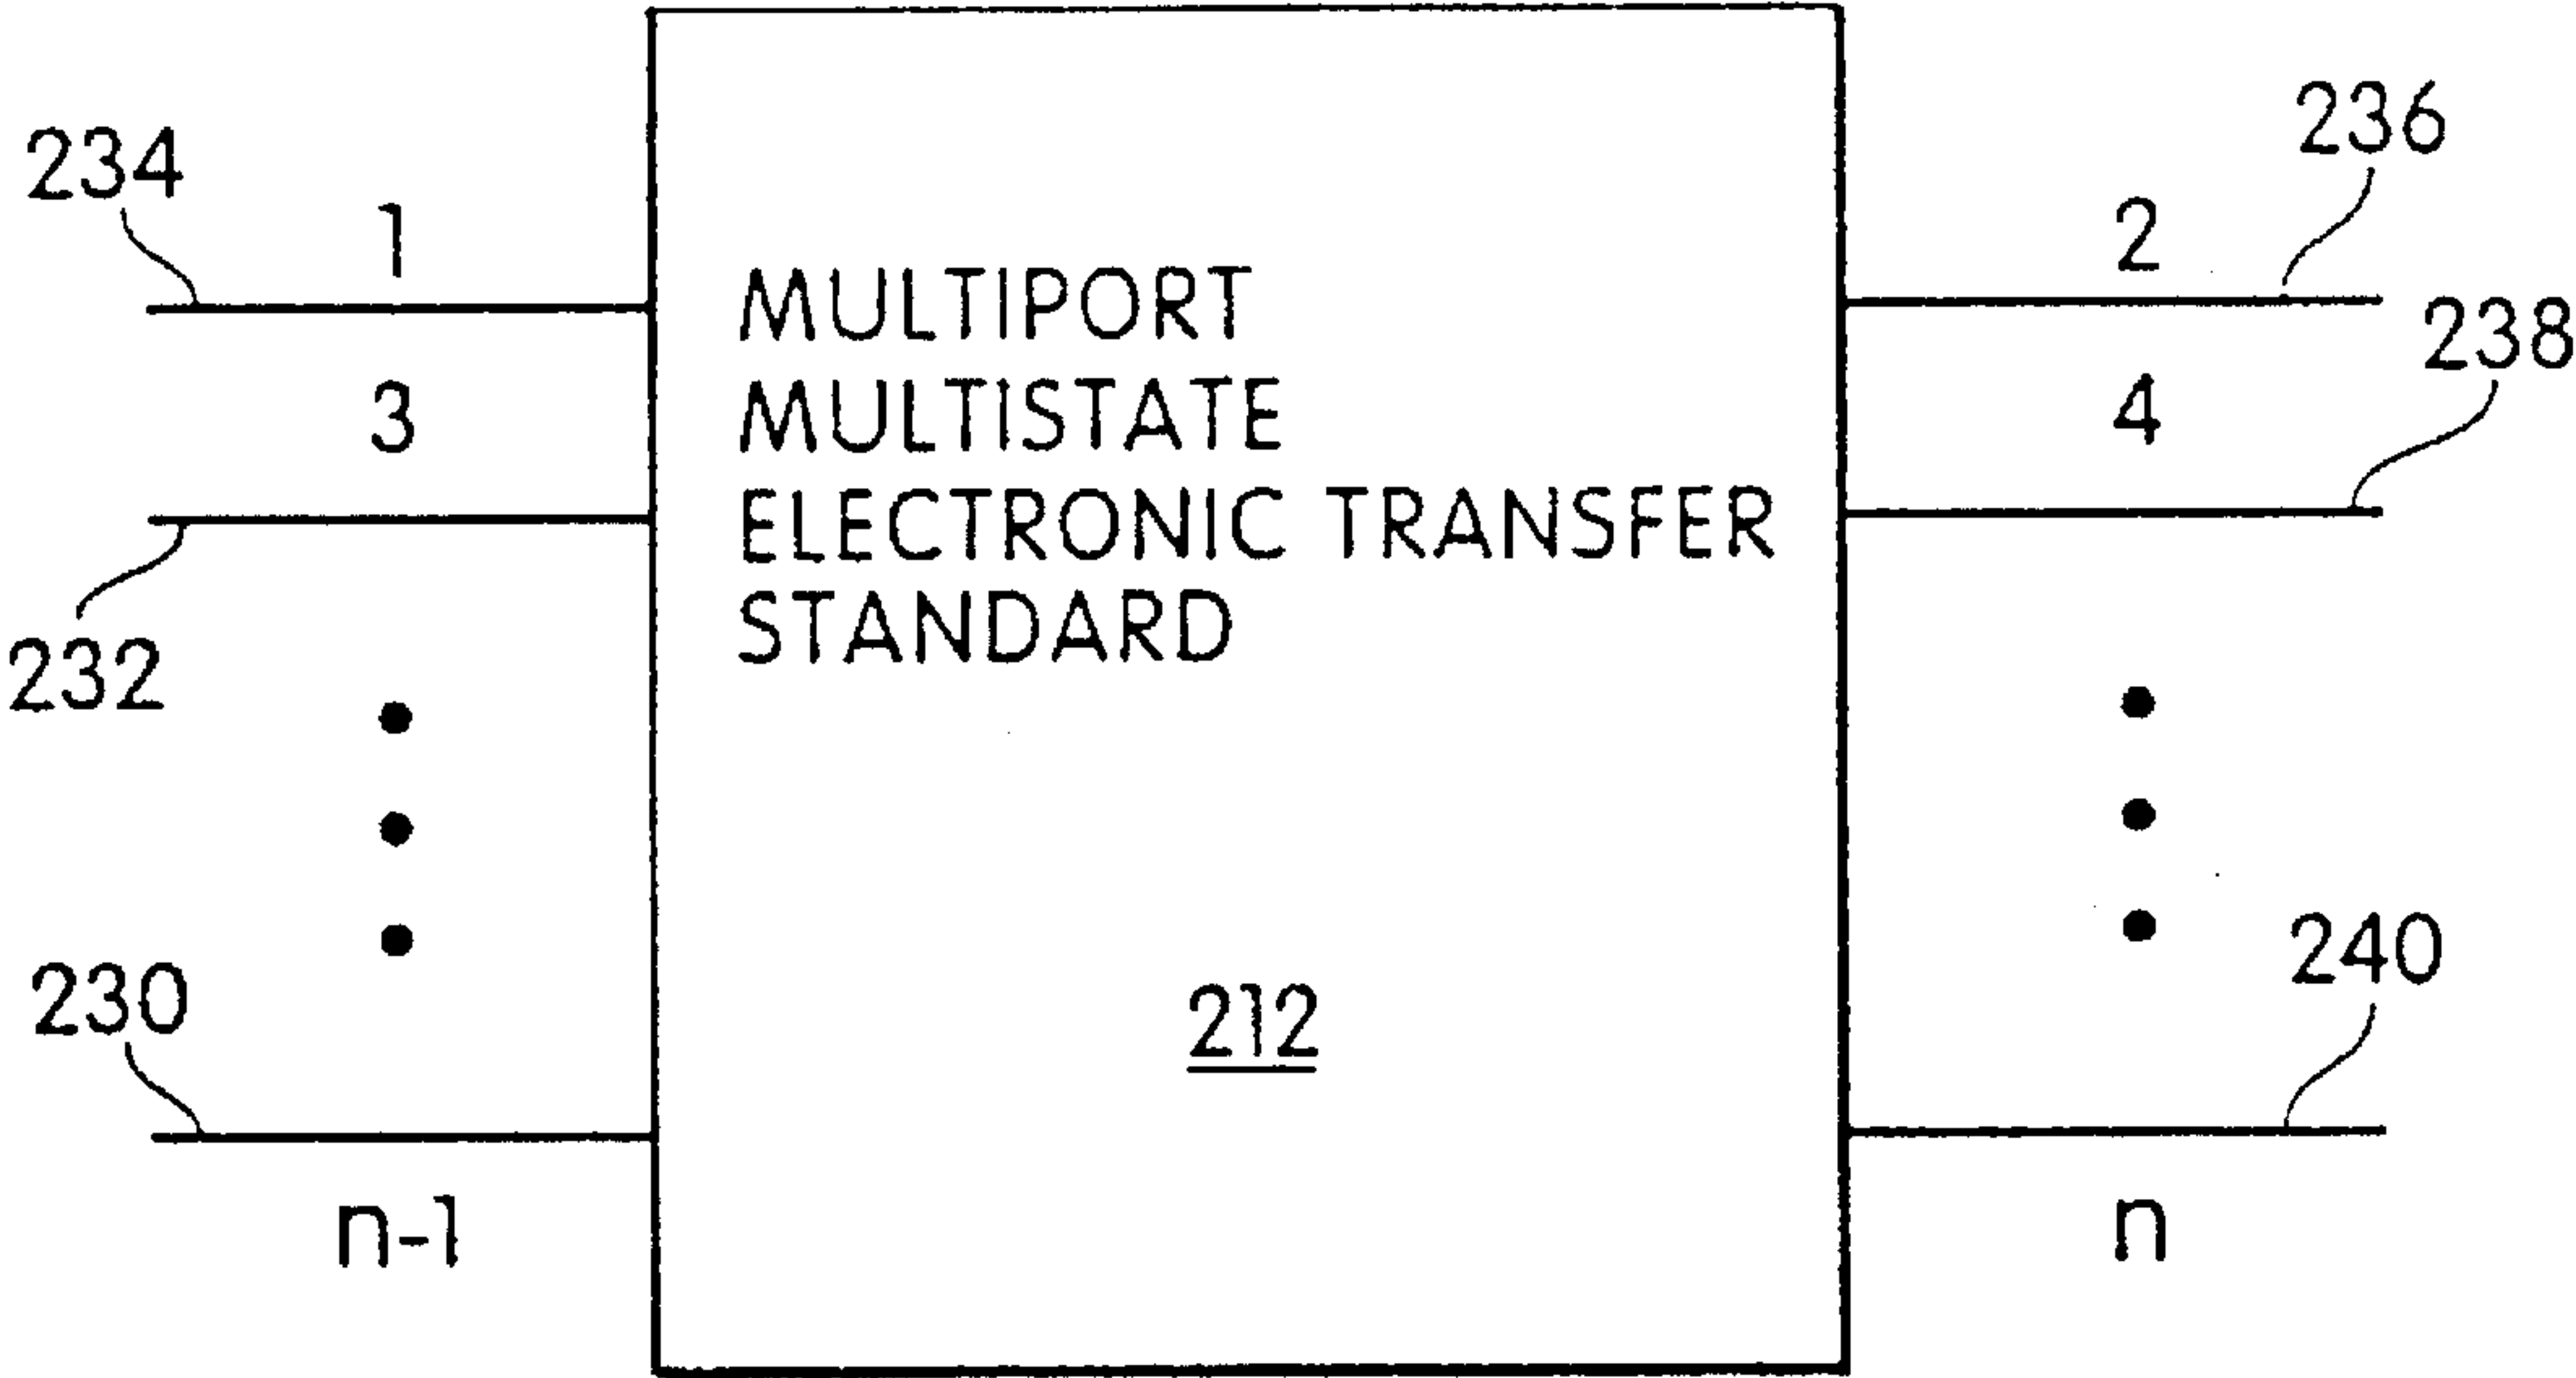 234
1
3
232
230
n-1
MULTIPORT
MULTISTATE
ELECTRONIC TRANSFER
STANDARD
212
236
2
238
4
240
n